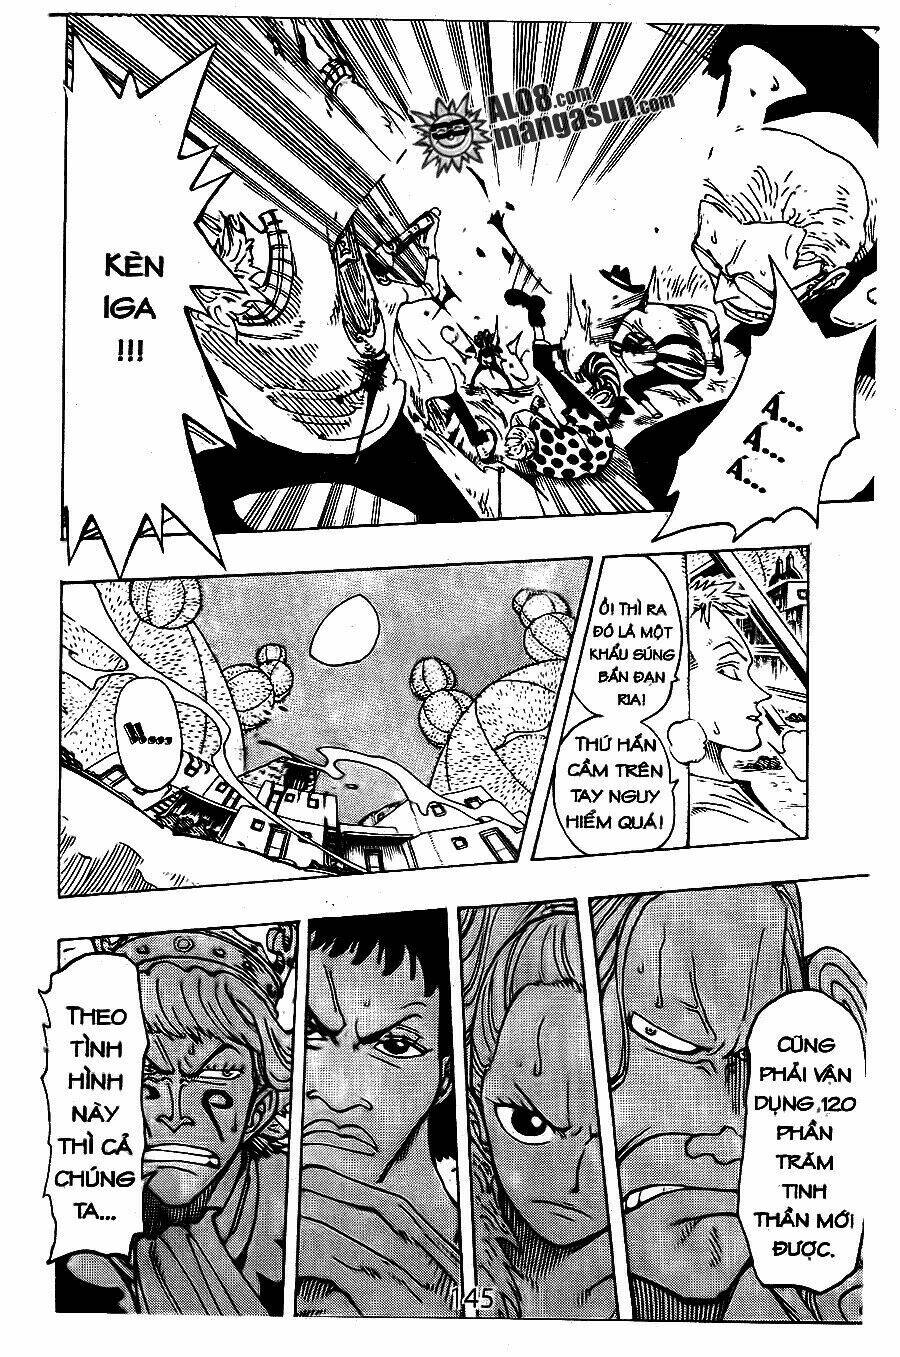 AL08.com
mangasun.com
KÈN
IGA
!!!
Á...
Á...
Á...
ỒI THÌ RA
ĐÓ LÀ MỘT
KHẨU SÚNG
BẮN ĐẠN
RIA!
THỨ HẮN
CẦM TRÊN
TAY NGUY
HIỂM QUÁ!
THEO
TÌNH
HÌNH
NÀY
THÌ CẢ
CHÚNG
TA...
CŨNG
PHẢI VẬN
DỤNG 120
PHẦN
TRĂM
TINH
THẦN MỚI
ĐƯỢC.
145